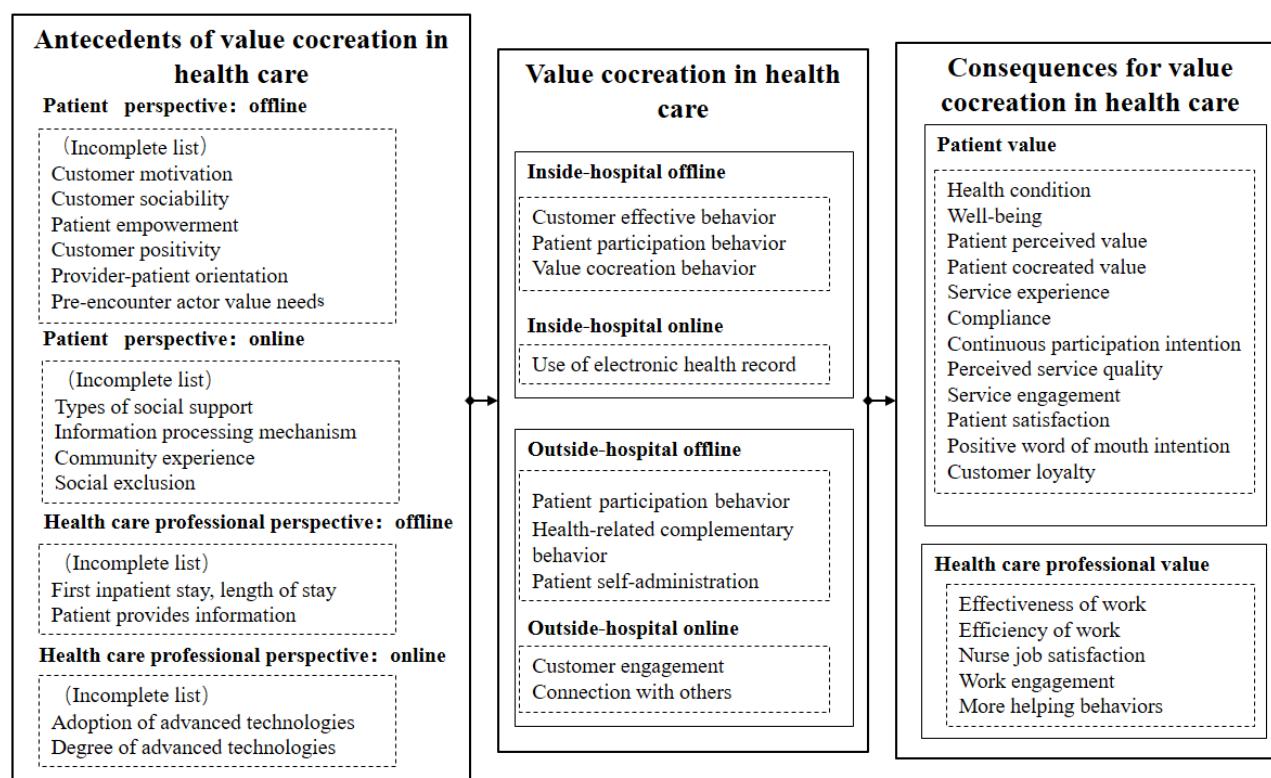 Antecedents of value cocreation in
health care
Patient perspective：offline
（Incomplete list）
Customer motivation
Customer sociability
Patient empowerment
Customer positivity
Provider-patient orientation
Pre-encounter actor value needs
Patient perspective：online
（Incomplete list）
Types of social support
Information processing mechanism
Community experience
Social exclusion
Health care professional perspective：offline
（Incomplete list）
First inpatient stay, length of stay
Patient provides information
Health care professional perspective：online
（Incomplete list）
Adoption of advanced technologies
Degree of advanced technologies
Value cocreation in health
care
Inside-hospital offline
Customer effective behavior
Patient participation behavior
Value cocreation behavior
Inside-hospital online
Use of electronic health record
Outside-hospital offline
Patient participation behavior
Health-related complementary
behavior
Patient self-administration
Outside-hospital online
Customer engagement
Connection with others
Consequences for value
cocreation in health care
Patient value
Health condition
Well-being
Patient perceived value
Patient cocreated value
Service experience
Compliance
Continuous participation intention
Perceived service quality
Service engagement
Patient satisfaction
Positive word of mouth intention
Customer loyalty
Health care professional value
Effectiveness of work
Efficiency of work
Nurse job satisfaction
Work engagement
More helping behaviors